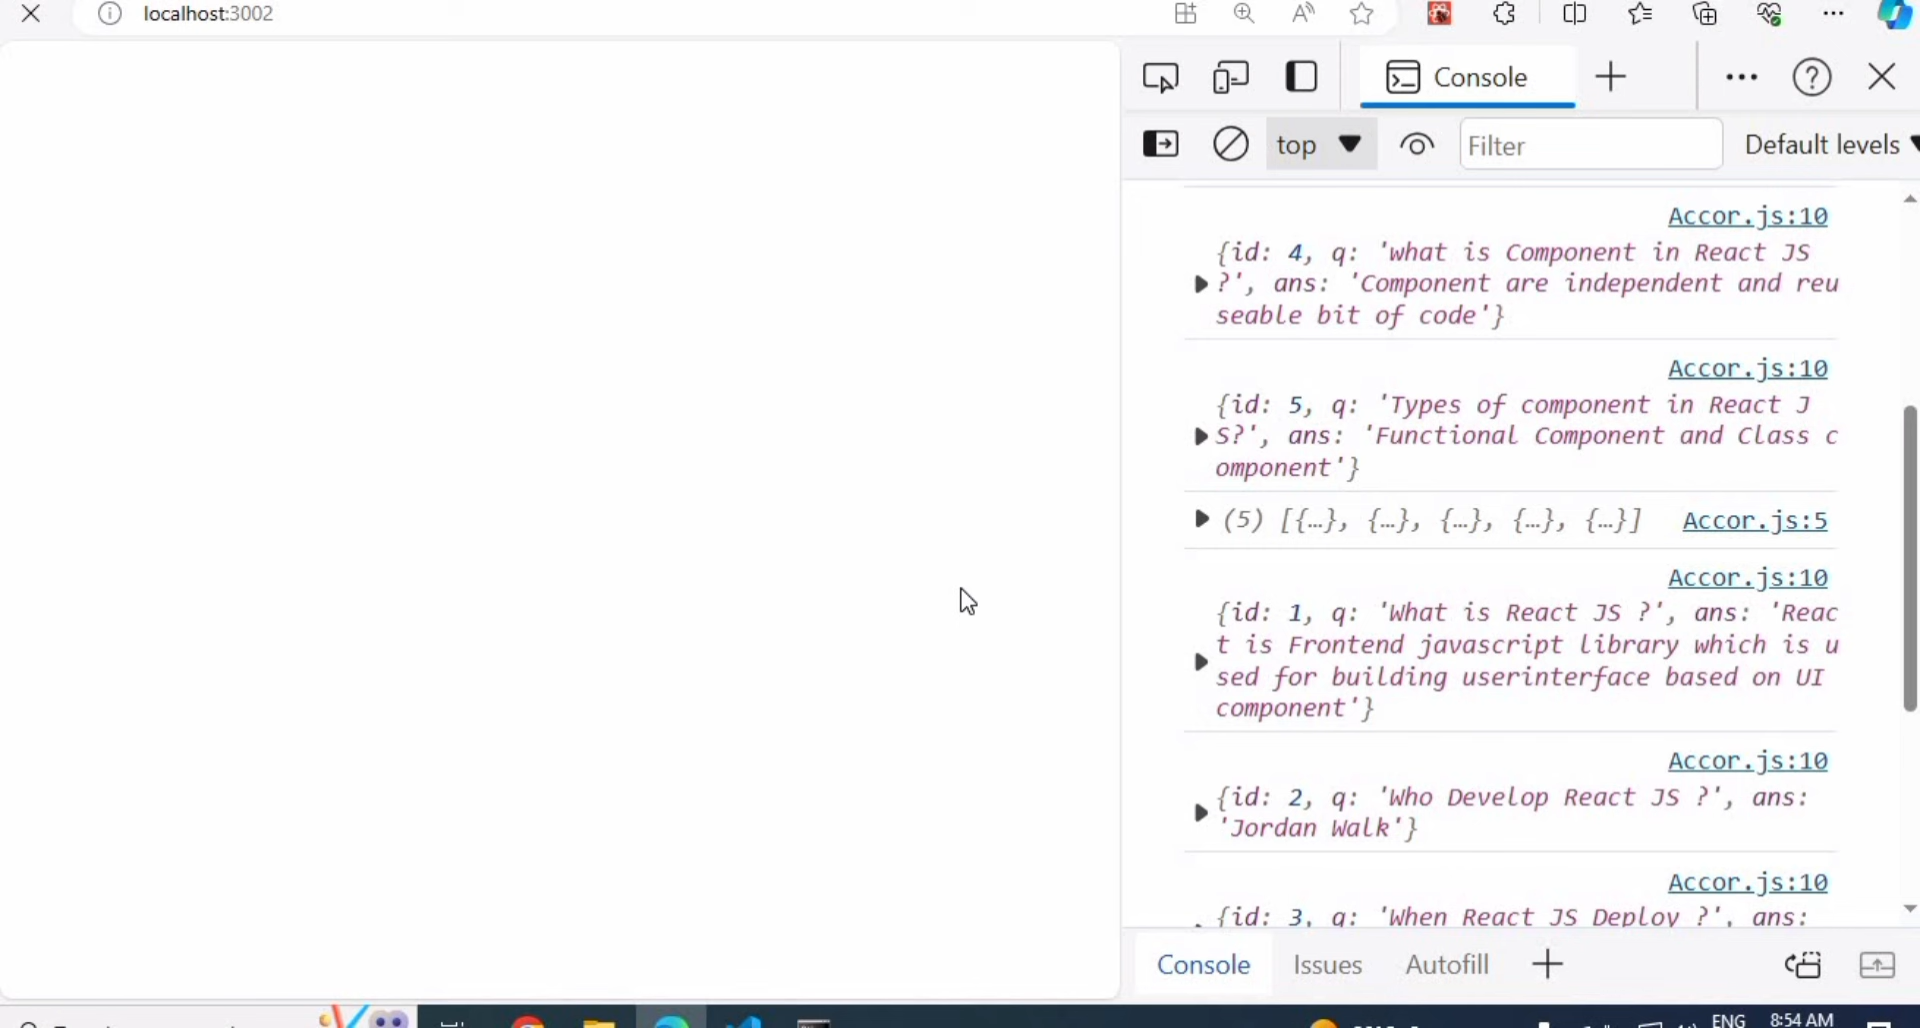 localhost:3002
Console
top
Filter
Default levels
Accor.js:10
{id: 4, q: 'what is Component in React JS
?', ans: 'Component are independent and reu
seable bit of code'}
Accor.js:10
{id: 5, q: 'Types of component in React J
S?', ans: 'Functional Component and Class c
omponent'}
(5) [{…}, {…}, {…}, {…}, {…}] Accor.js:5
Accor.js:10
{id: 1, q: 'What is React JS ?', ans: 'Reac
t is Frontend javascript library which is u
sed for building userinterface based on UI
component'}
Accor.js:10
{id: 2, q: 'Who Develop React JS ?', ans:
'Jordan Walk'}
Accor.js:10
{id: 3, q: 'When React JS Deploy ?', ans:
Console Issues Autofill
ENG 8:54 AM